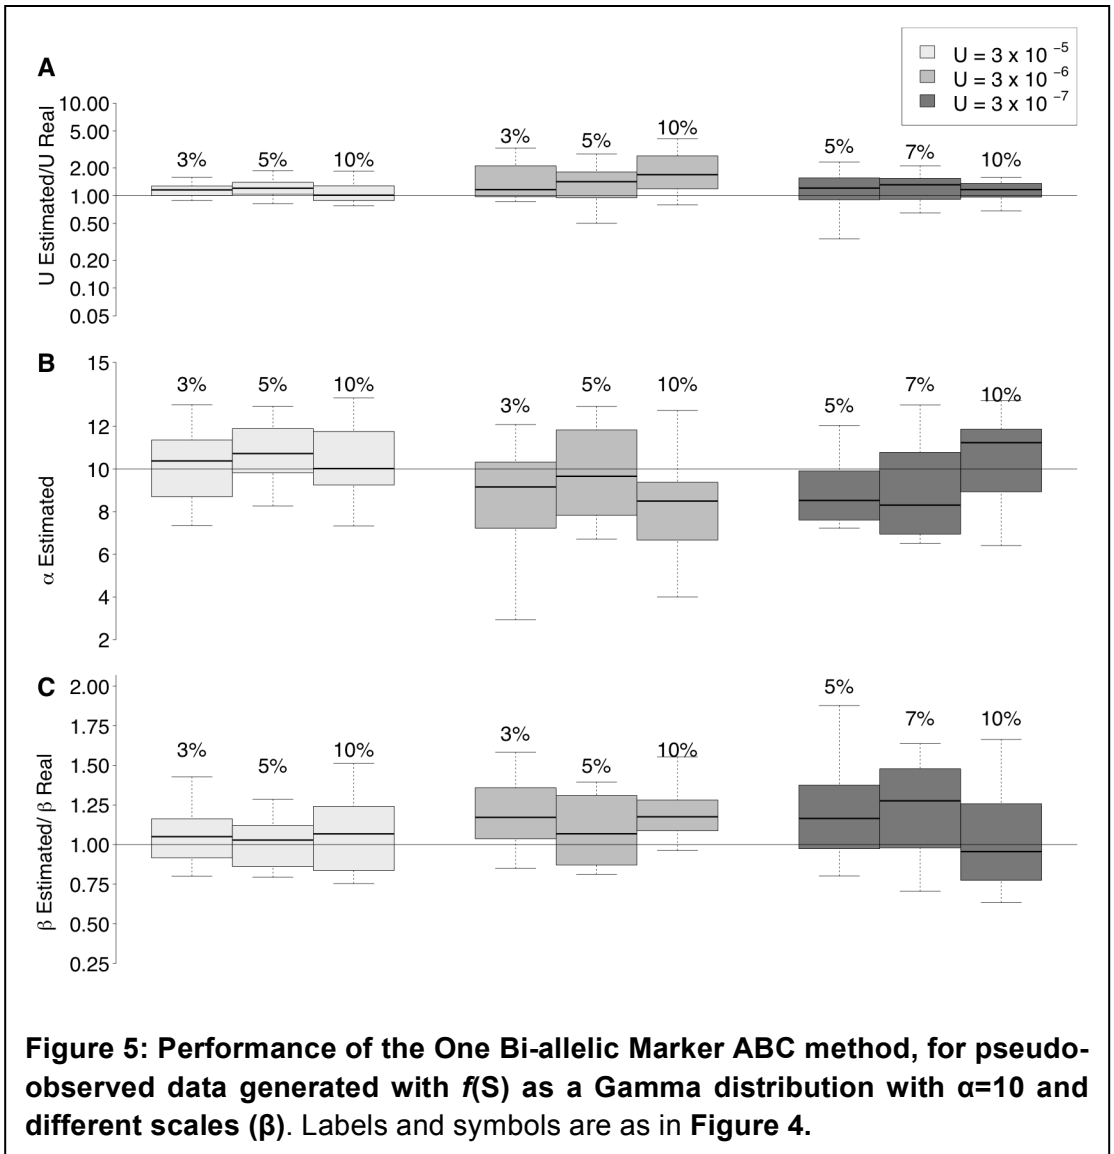 U = 3 x 10 −5
U = 3 x 10 −6
U = 3 x 10 −7
A
U Estimated/U Real
10.00
5.00
2.00
1.00
0.50
0.20
0.10
0.05
3% 5% 10%
3% 5% 10%
5% 7% 10%
B
α Estimated
15
12
10
8
6
4
2
3% 5% 10%
3% 5% 10%
5% 7% 10%
C
β Estimated/ β Real
2.00
1.75
1.50
1.25
1.00
0.75
0.50
0.25
3% 5% 10%
3% 5% 10%
5% 7% 10%
Figure 5: Performance of the One Bi-allelic Marker ABC method, for pseudo-
observed data generated with f(S) as a Gamma distribution with α=10 and
different scales (β). Labels and symbols are as in Figure 4.